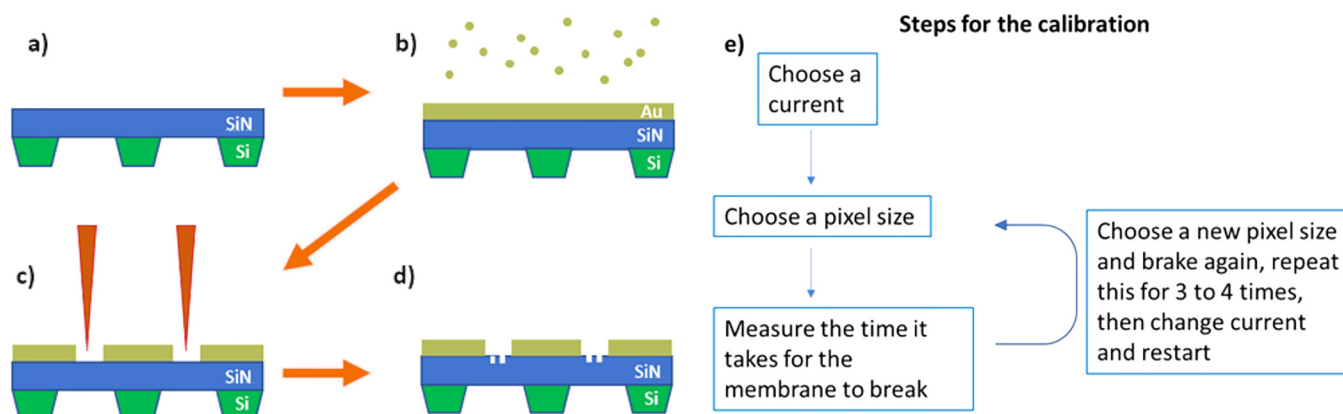 a)
SiN
Si
b)
Au
SiN
Si
c)
SiN
Si
d)
SiN
Si
e)
Steps for the calibration
Choose a
current
Choose a pixel size
Measure the time it
takes for the
membrane to break
Choose a new pixel size
and brake again, repeat
this for 3 to 4 times,
then change current
and restart